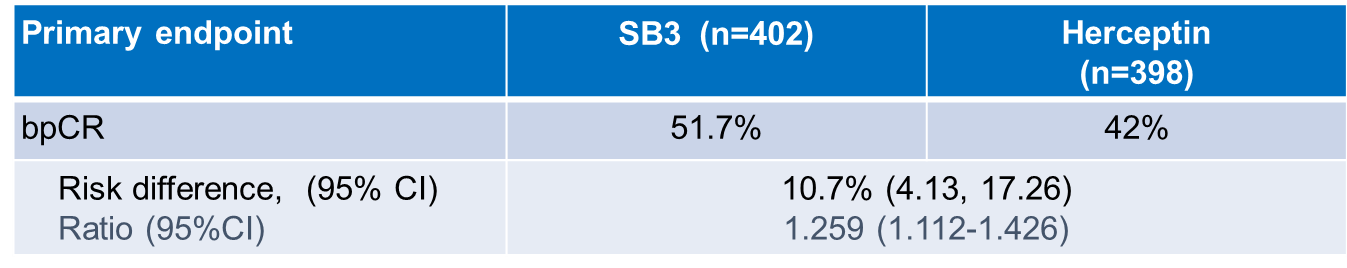 Primary endpoint SB3 (n=402) Herceptin
(n=398)
bpCR 51.7% 42%
Risk difference, (95% CI) 10.7% (4.13, 17.26)
Ratio (95%CI) 1.259 (1.112-1.426)